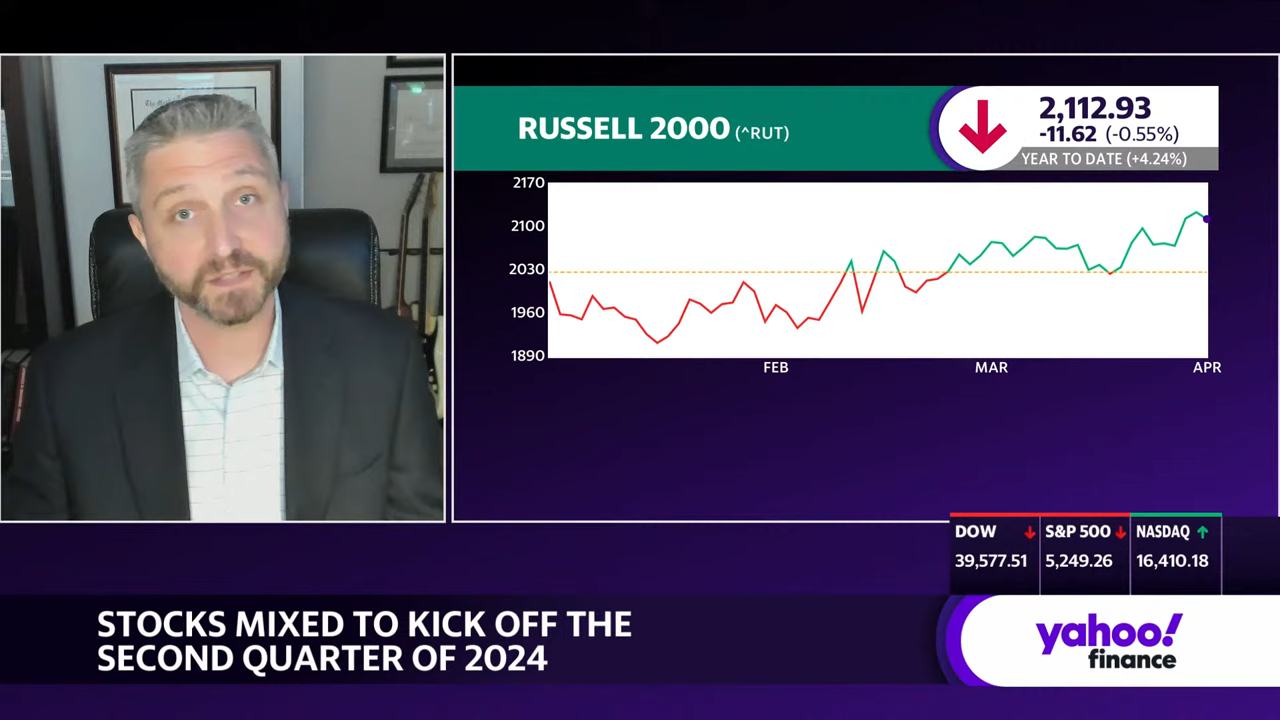 RUSSELL 2000 (^RUT)
2,112.93
-11.62 (-0.55%)
YEAR TO DATE (+4.24%)
2170
2100
2030
1960
1890
FEB MAR APR
DOW S&P 500 NASDAQ
39,577.51 5,249.26 16,410.18
STOCKS MIXED TO KICK OFF THE
SECOND QUARTER OF 2024
yahoo!
finance